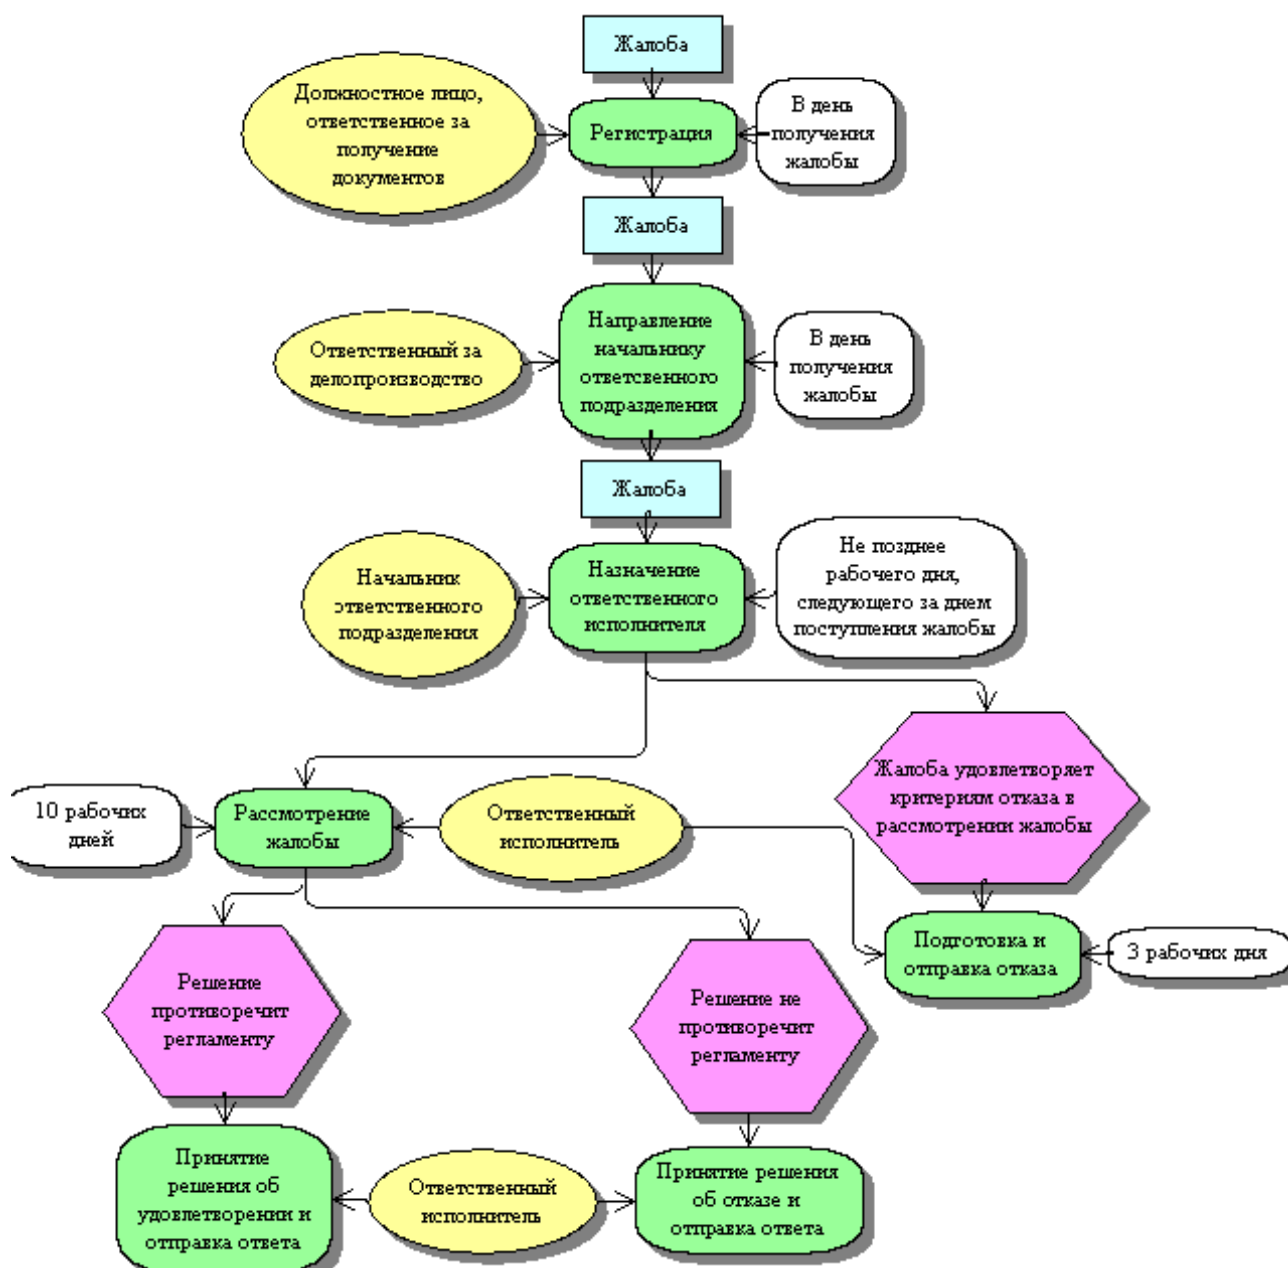 Жалоба
Должностное лицо,
ответственное за
получение
документов
Регистрация
В день
получения
жалобы
Жалоба
Ответственный за
делопроизводство
Направление
начальнику
ответсвенного
подразделения
В день
получения
жалобы
Жалоба
Начальник
ответственного
подразделения
Назначение
ответственного
исполнителя
Не позднее
рабочего дня,
следующего за днем
поступления жалобы
Жалоба удовлетворяет
критериям отказа в
рассмотрении жалобы
10 рабочих
дней
Рассмотрение
жалобы
Ответственный
исполнитель
Подготовка и
отправка отказа
3 рабочих дня
Решение
противоречит
регламенту
Решение не
противоречит
регламенту
Принятие
решения об
удовлетворении и
отправка ответа
Ответственный
исполнитель
Принятие решения
об отказе и
отправка ответа